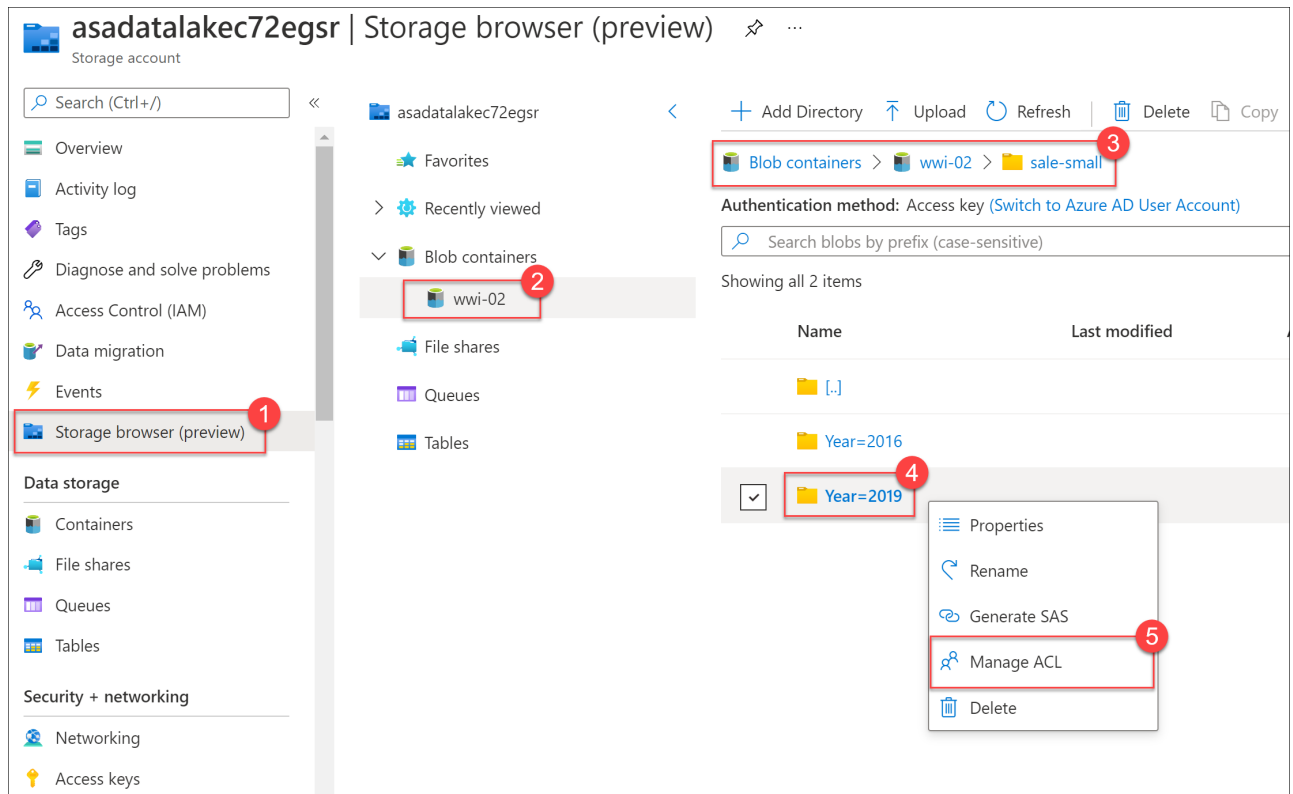 asadatalakec72egsr | Storage browser (preview) ...
Storage account
Search (Ctrl+/)
«
Overview
Activity log
Tags
Diagnose and solve problems
Access Control (IAM)
Data migration
Events
1
Storage browser (preview)
Data storage
Containers
File shares
Queues
Tables
Security + networking
Networking
Access keys
asadatalakec72egsr
Favorites
Recently viewed
Blob containers
2
wwi-02
File shares
Queues
Tables
Add Directory Upload Refresh Delete Copy
3
Blob containers > wwi-02 > sale-small
Authentication method: Access key (Switch to Azure AD User Account)
Search blobs by prefix (case-sensitive)
Showing all 2 items
Name Last modified
[..]
Year=2016
4
Year=2019
Properties
Rename
Generate SAS
5
Manage ACL
Delete